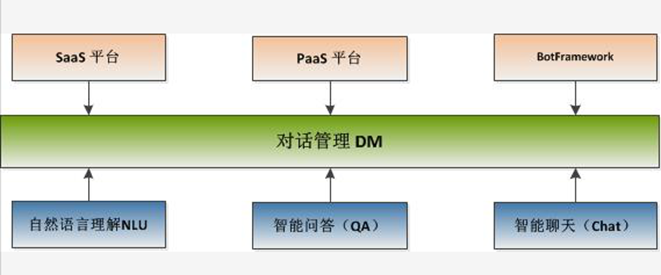 SaaS 平台
PaaS 平台
BotFramework
对话管理 DM
自然语言理解NLU
智能问答（QA）
智能聊天（Chat）